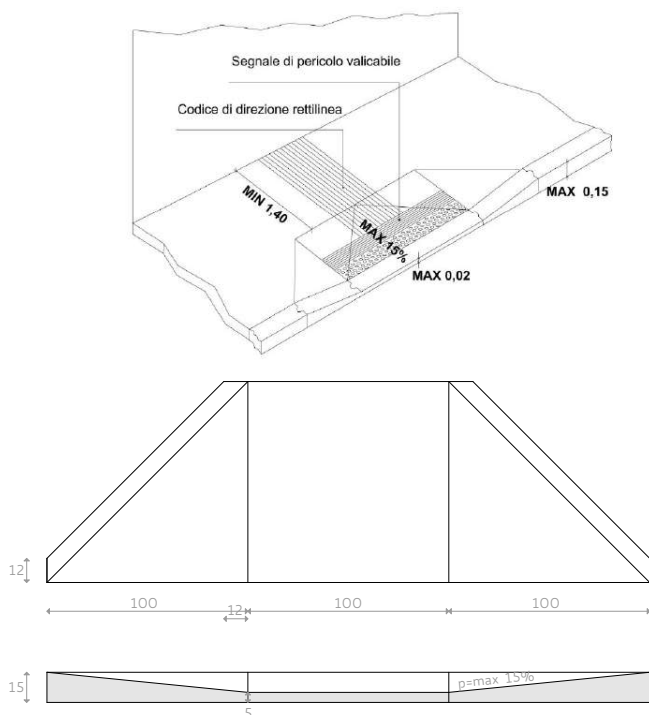 Segnale di pericolo valicabile
Codice di direzione rettilinea
MIN 1,40
MAX 15%
MAX 0,02
MAX 0,15
12
100
12
100
100
15
p=max 15%
5